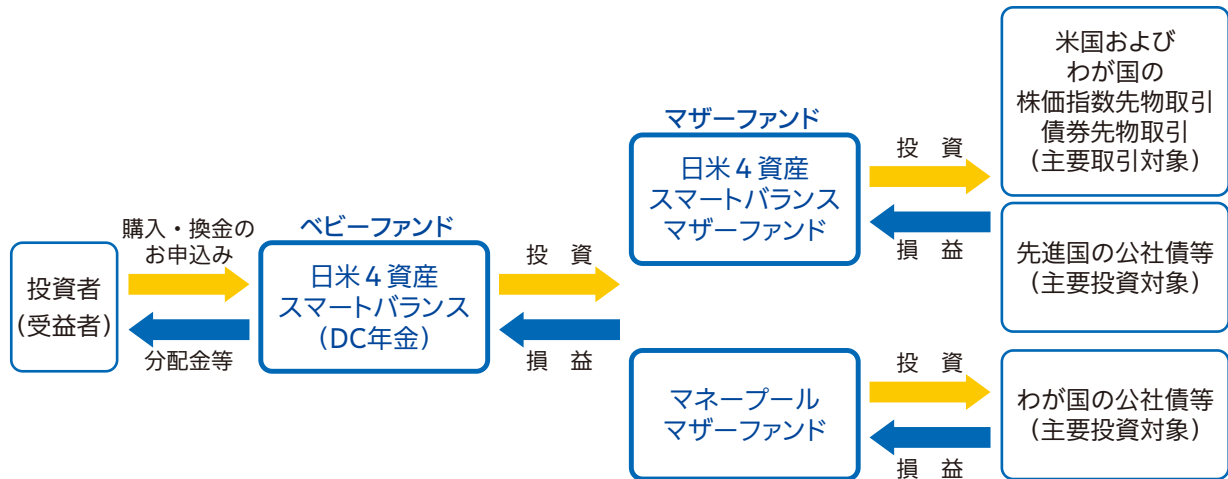 投資者
(受益者)
購入・換金の
お申込み
分配金等
ベビーファンド
日米4資産
スマートバランス
(DC年金)
投 資
損 益
マザーファンド
日米4資産
スマートバランス
マザーファンド
マネープール
マザーファンド
投 資
損 益
投 資
損 益
米国および
わが国の
株価指数先物取引
債券先物取引
(主要取引対象)
先進国の公社債等
(主要投資対象)
わが国の公社債等
(主要投資対象)